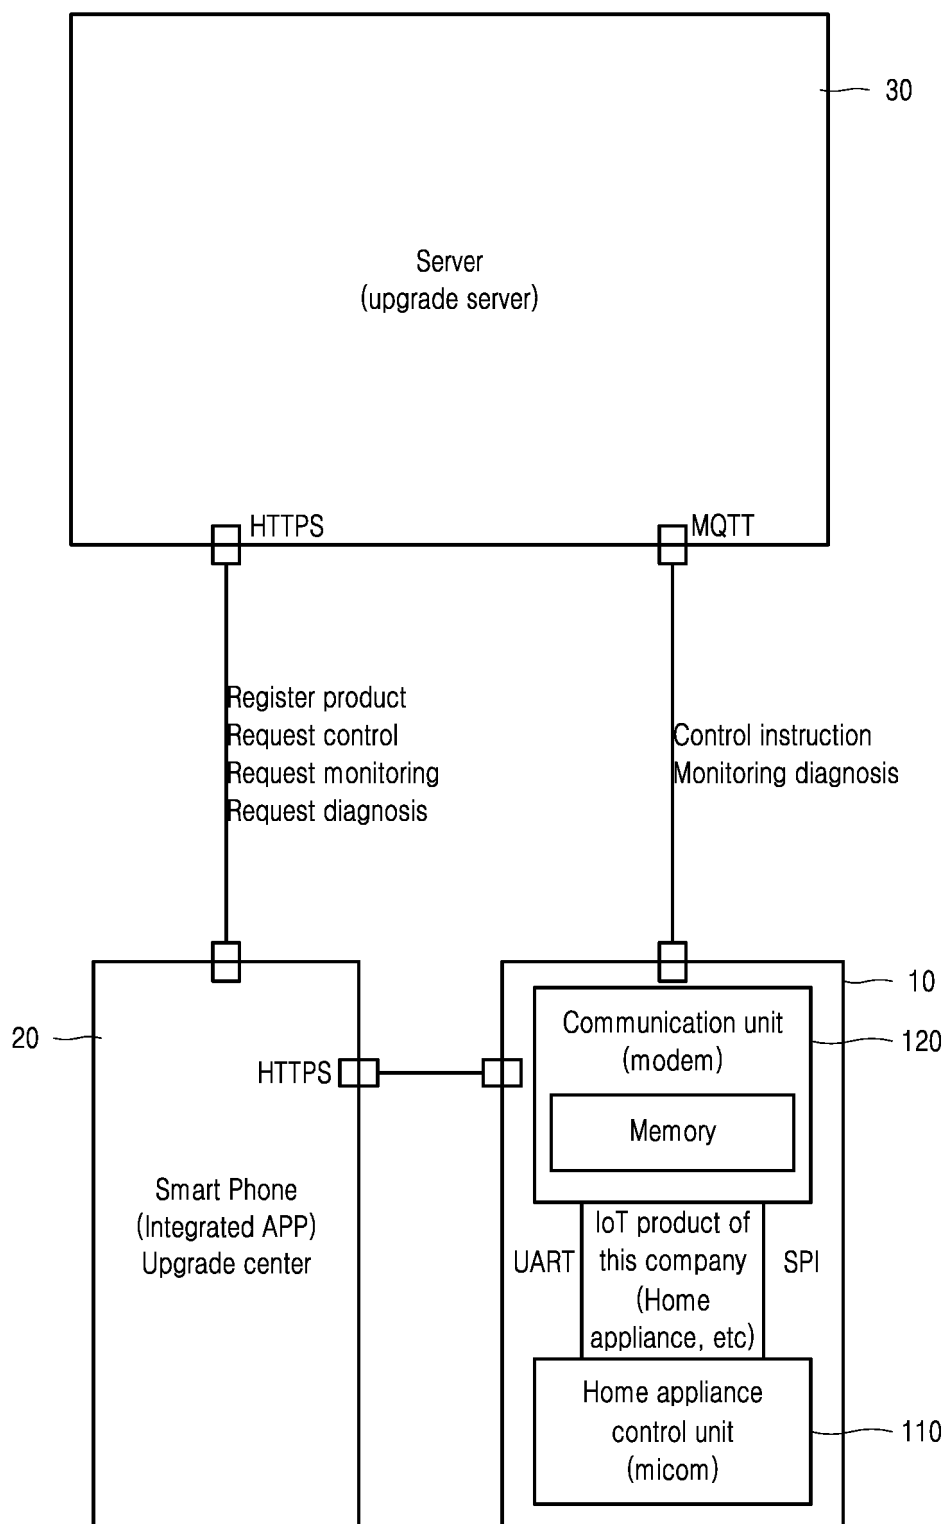 30
Server
(upgrade server)
HTTPS
MQTT
Register product
Request control
Request monitoring
Request diagnosis
Control instruction
Monitoring diagnosis
10
20
Communication unit
(modem)
120
HTTPS
Memory
Smart Phone
(Integrated APP)
Upgrade center
UART
IoT product of
this company
(Home
appliance, etc)
SPI
Home appliance
control unit
(micom)
110